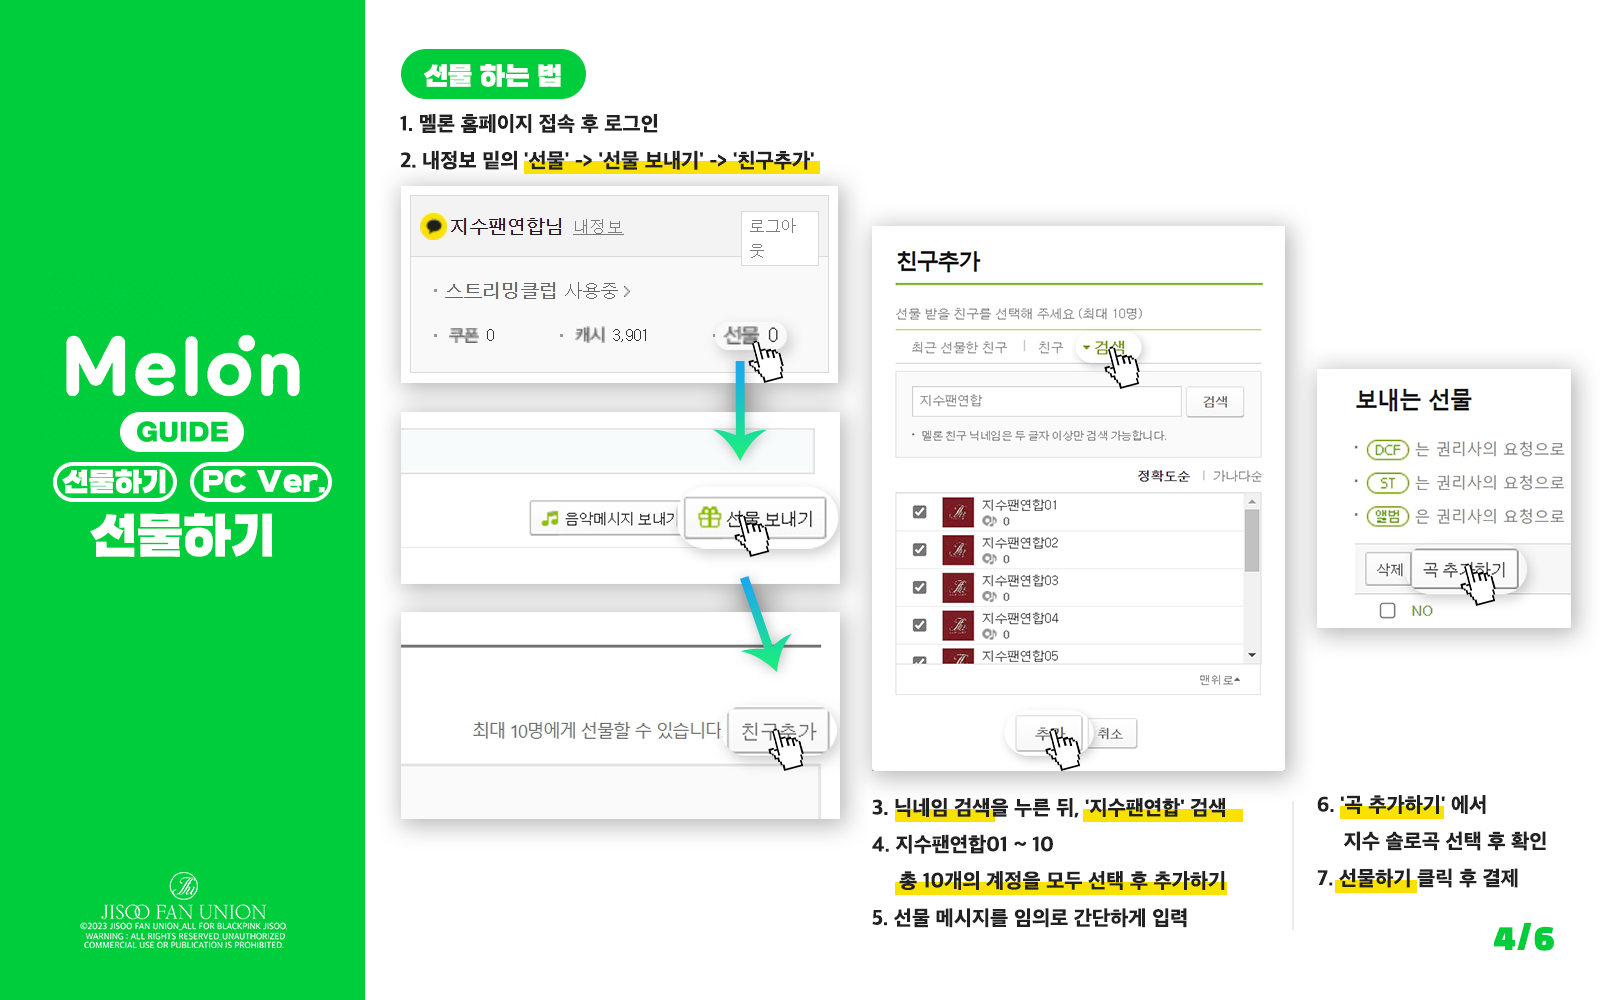 Melon
GUIDE
선물하기 PC Ver.
선물하기
JISOO FAN UNION
©2023 JISOO FAN UNION_ALL FOR BLACKPINK JISOO.
WARNING : ALL RIGHTS RESERVED. UNAUTHORIZED
COMMERCIAL USE OR PUBLICATION IS PROHIBITED.
선물 하는 법
1. 멜론 홈페이지 접속 후 로그인
2. 내정보 밑의 '선물' -> '선물 보내기' -> '친구추가'
지수팬연합님 내정보
로그아
웃
· 스트리밍클럽 사용중 >
· 쿠폰 0 · 캐시 3,901 · 선물 0
음악메시지 보내기 선물 보내기
최대 10명에게 선물할 수 있습니다 친구추가
친구추가
선물 받을 친구를 선택해 주세요 (최대 10명)
최근 선물한 친구 | 친구 검색
지수팬연합 검색
· 멜론 친구 닉네임은 두 글자 이상만 검색 가능합니다.
정확도순 | 가나다순
지수팬연합01
0
지수팬연합02
0
지수팬연합03
0
지수팬연합04
0
지수팬연합05
맨위로
추가 취소
3. 닉네임 검색을 누른 뒤, '지수팬연합' 검색
4. 지수팬연합01 ~ 10
총 10개의 계정을 모두 선택 후 추가하기
5. 선물 메시지를 임의로 간단하게 입력
보내는 선물
· DCF 는 권리사의 요청으로
· ST 는 권리사의 요청으로
· 앨범 은 권리사의 요청으로
삭제 곡 추가하기
NO
6. '곡 추가하기' 에서
지수 솔로곡 선택 후 확인
7. 선물하기 클릭 후 결제
4/6